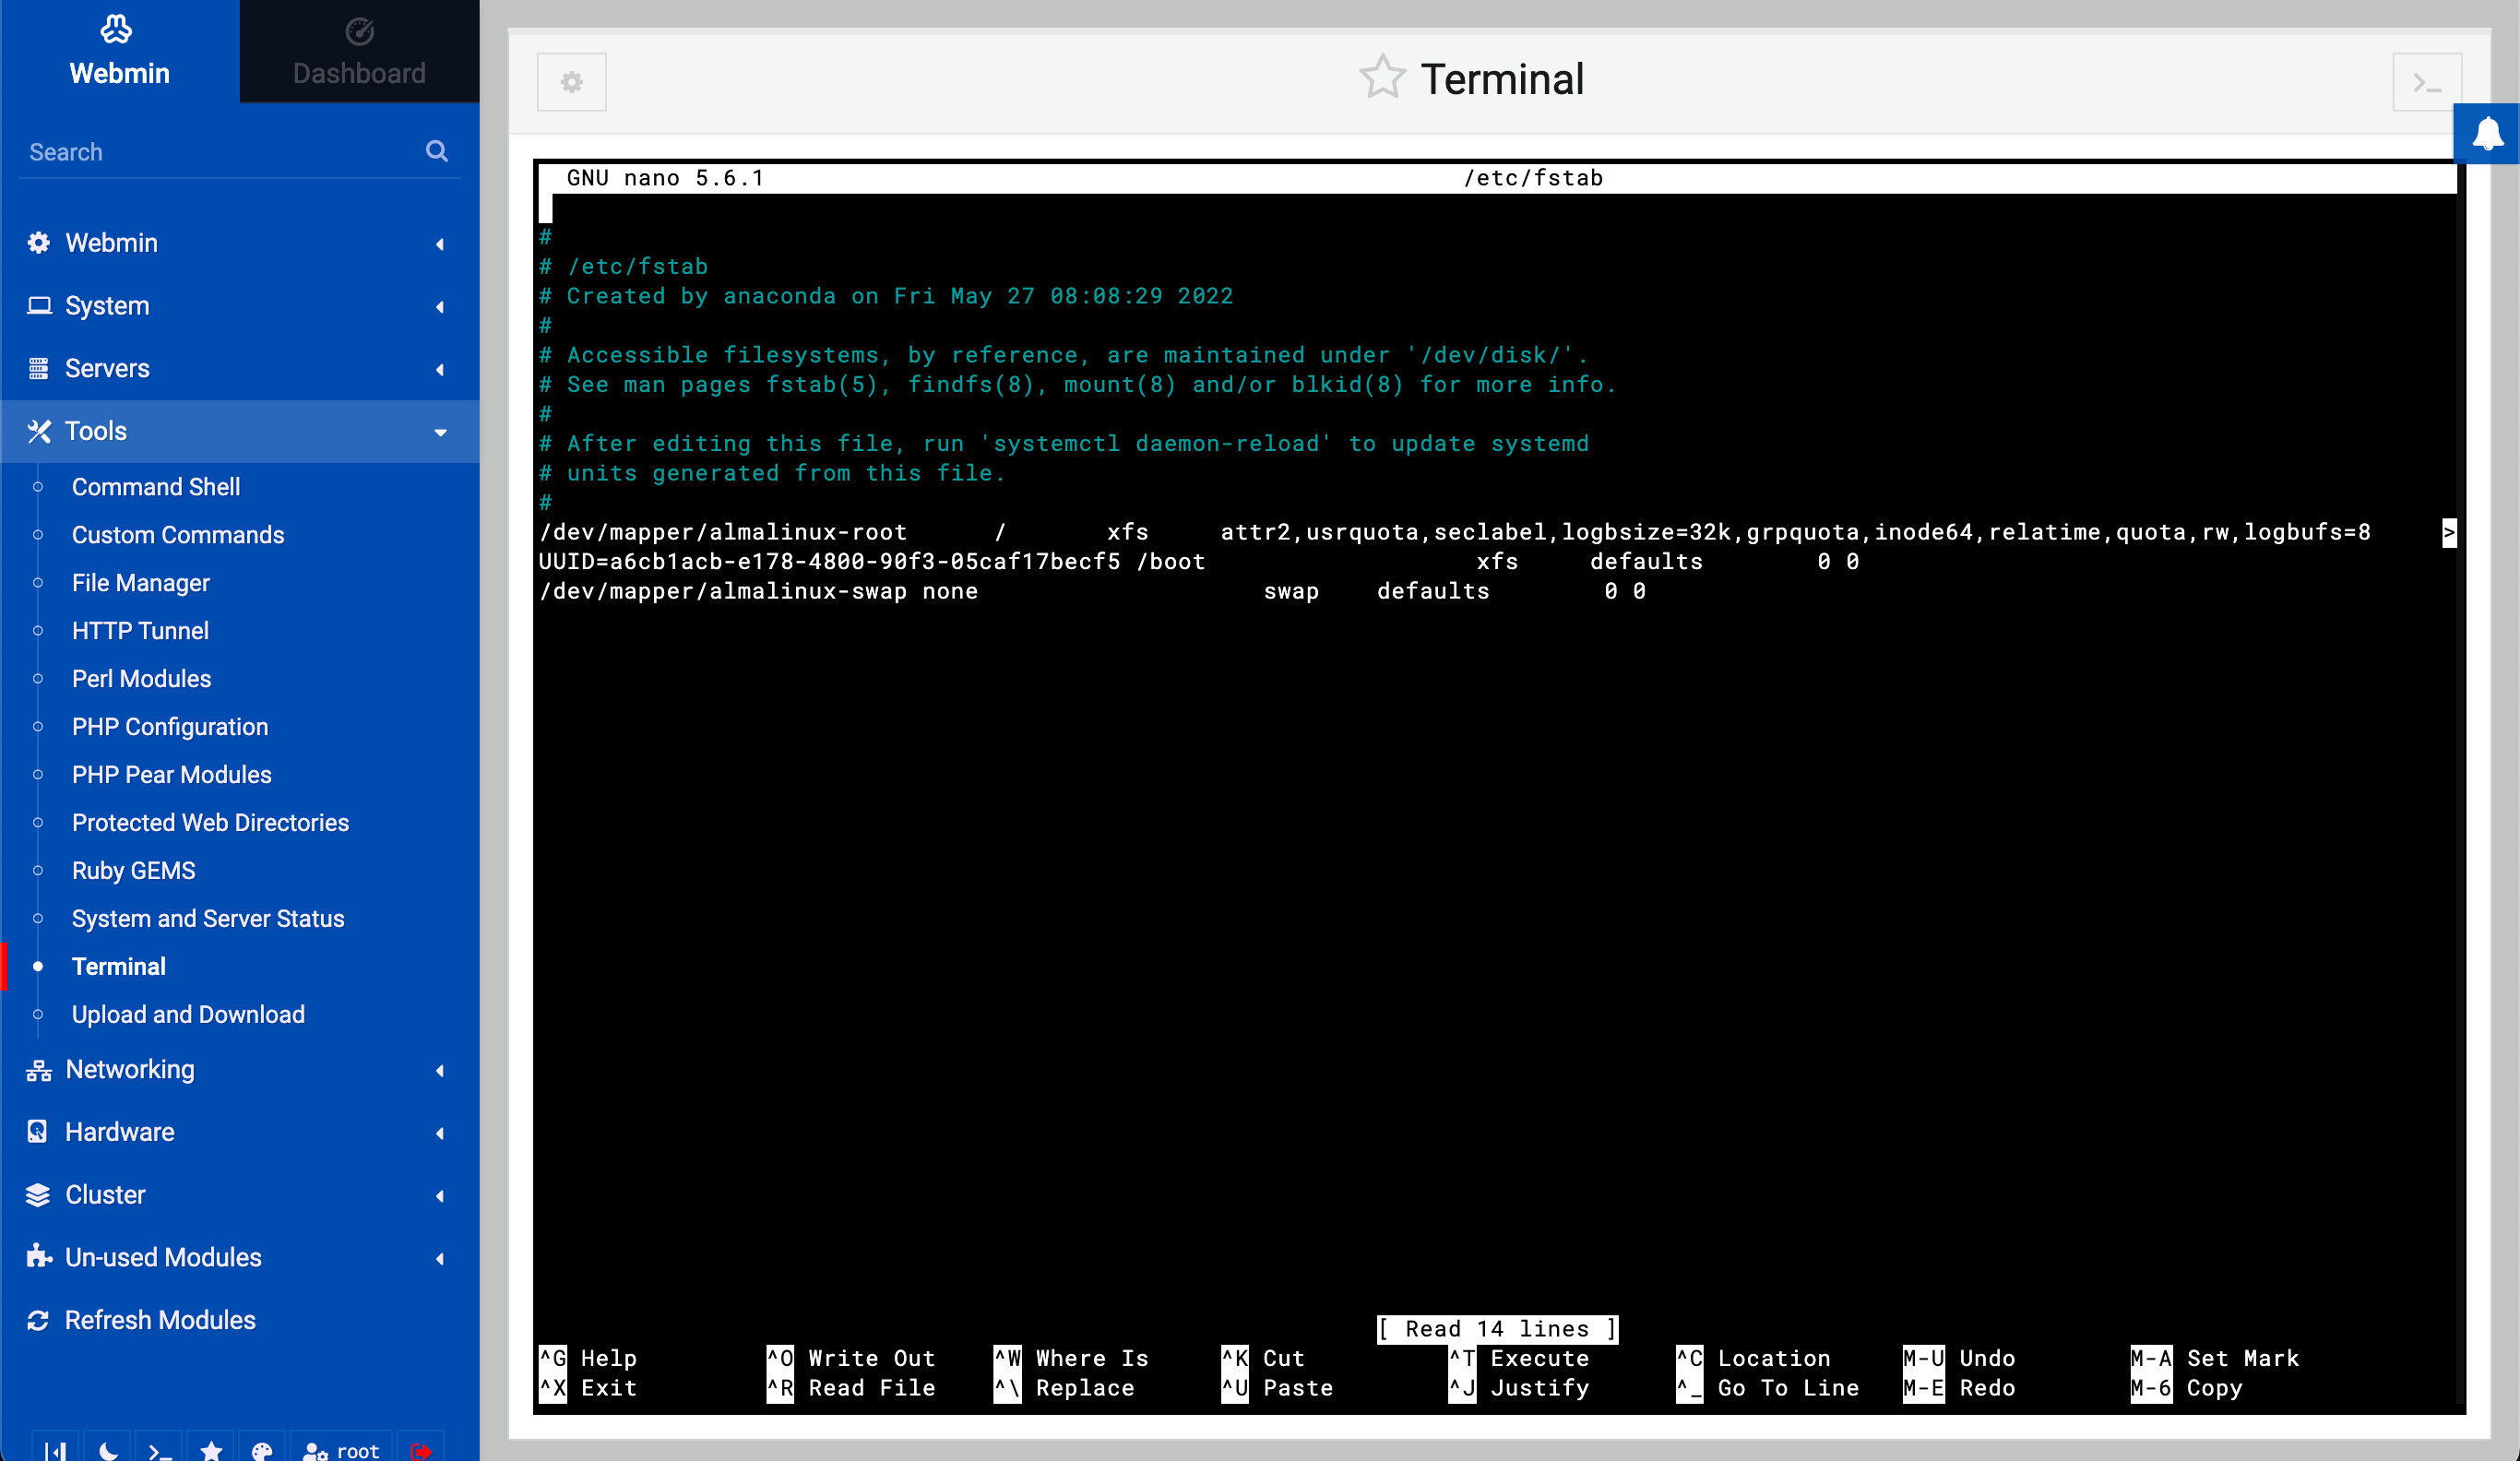 Webmin
Dashboard
Search
Webmin
System
Servers
Tools
Command Shell
Custom Commands
File Manager
HTTP Tunnel
Perl Modules
PHP Configuration
PHP Pear Modules
Protected Web Directories
Ruby GEMS
System and Server Status
Terminal
Upload and Download
Networking
Hardware
Cluster
Un-used Modules
Refresh Modules
root
Terminal
GNU nano 5.6.1 /etc/fstab
#
# /etc/fstab
# Created by anaconda on Fri May 27 08:08:29 2022
#
# Accessible filesystems, by reference, are maintained under '/dev/disk/'.
# See man pages fstab(5), findfs(8), mount(8) and/or blkid(8) for more info.
#
# After editing this file, run 'systemctl daemon-reload' to update systemd
# units generated from this file.
#
/dev/mapper/almalinux-root / xfs attr2,usrquota,seclabel,logbsize=32k,grpquota,inode64,relatime,quota,rw,logbufs=8 >
UUID=a6cb1acb-e178-4800-90f3-05caf17becf5 /boot xfs defaults 0 0
/dev/mapper/almalinux-swap none swap defaults 0 0
[ Read 14 lines ]
^G Help ^O Write Out ^W Where Is ^K Cut ^T Execute ^C Location M-U Undo M-A Set Mark
^X Exit ^R Read File ^\ Replace ^U Paste ^J Justify ^_ Go To Line M-E Redo M-6 Copy